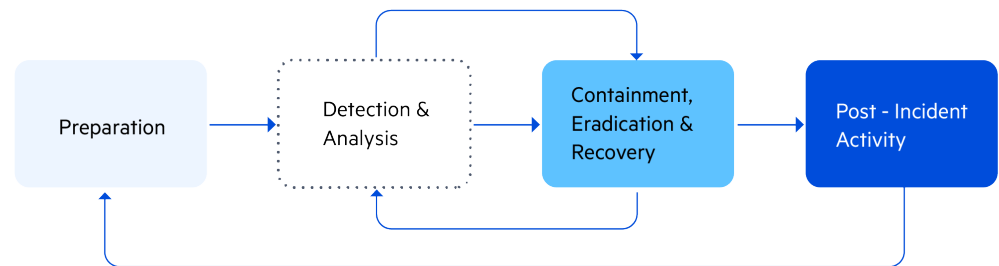 Preparation
Detection &
Analysis
Containment,
Eradication &
Recovery
Post - Incident
Activity